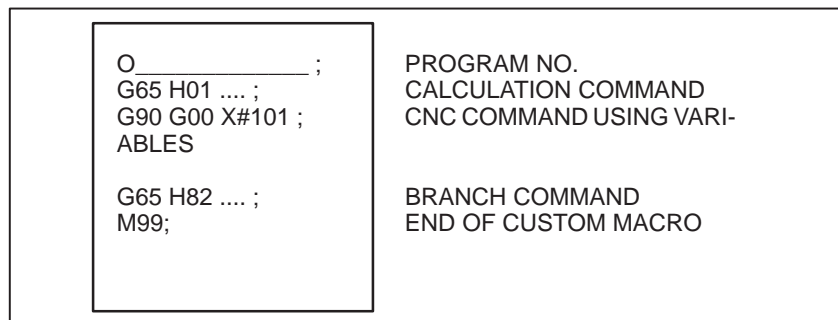 O_____________ ; PROGRAM NO.
G65 H01 .... ; CALCULATION COMMAND
G90 G00 X#101 ; CNC COMMAND USING VARI-
ABLES
G65 H82 .... ; BRANCH COMMAND
M99; END OF CUSTOM MACRO